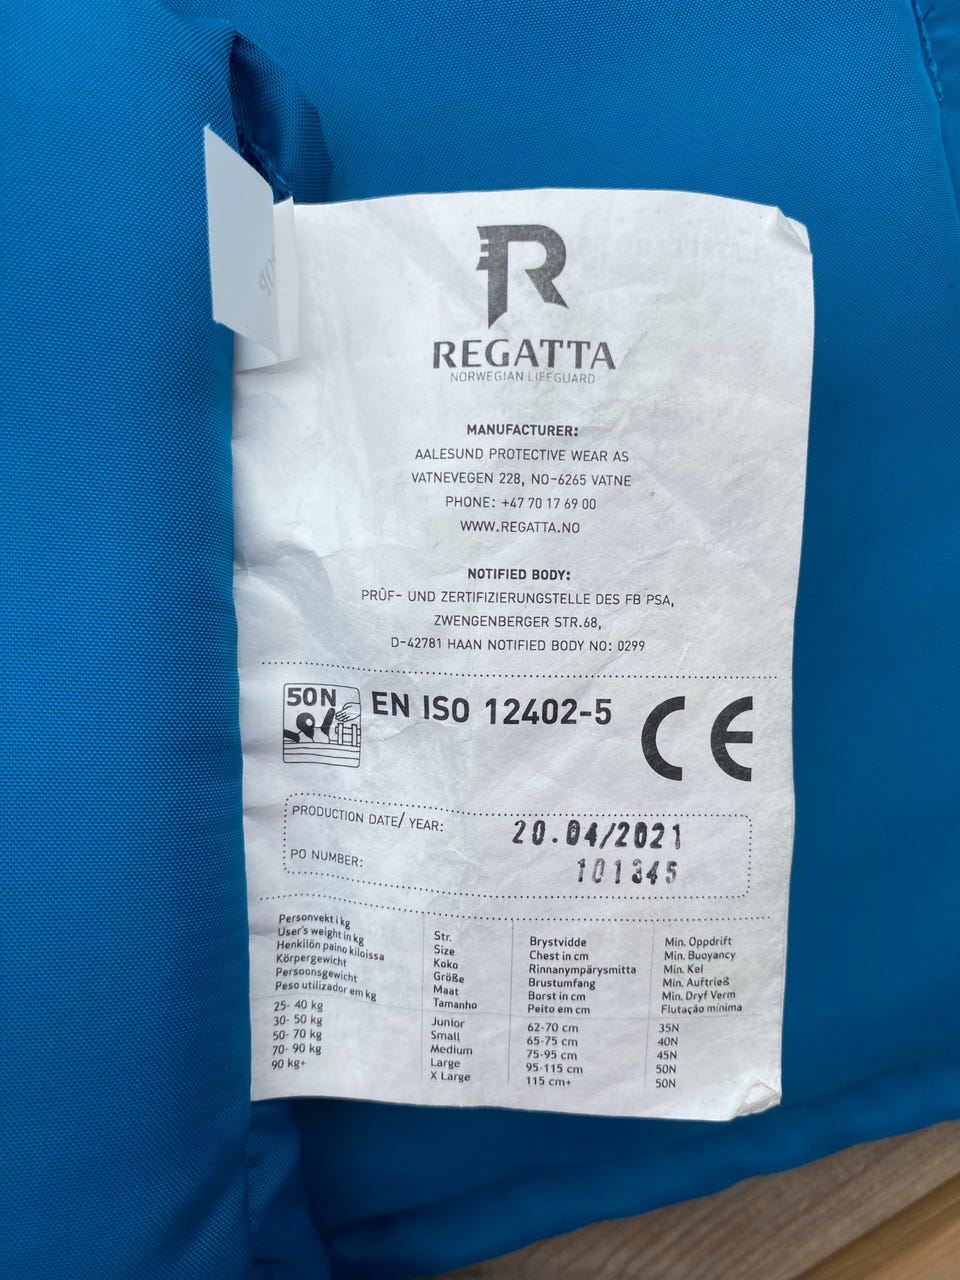 R
REGATTA
NORWEGIAN LIFEGUARD
MANUFACTURER:
AALESUND PROTECTIVE WEAR AS
VATNEVEGEN 228, NO-6265 VATNE
PHONE: +47 70 17 69 00
WWW.REGATTA.NO
NOTIFIED BODY:
PRÛF- UND ZERTIFIZIERUNGSTELLE DES FB PSA,
ZWENGENBERGER STR.68,
D-42781 HAAN NOTIFIED BODY NO: 0299
50N EN ISO 12402-5 CE
PRODUCTION DATE/ YEAR: 20.04/2021
PO NUMBER: 101345
Personvekt i kg Str. Brystvidde Min. Oppdrift
User's weight in kg Size Chest in cm Min. Buoyancy
Henkilön paino kiloissa Koko Rinnanympärysmitta Min. Kel
Körpergewicht Größe Brustumfang Min. Auftrieß
Persoonsgewicht Maat Borst in cm Min. Dryf Verm
Peso utilizador em kg Tamanho Peito em cm Flutação mínima
25- 40 kg Junior 62-70 cm 35N
30- 50 kg Small 65-75 cm 40N
50- 70 kg Medium 75-95 cm 45N
70- 90 kg Large 95-115 cm 50N
90 kg+ X Large 115 cm+ 50N